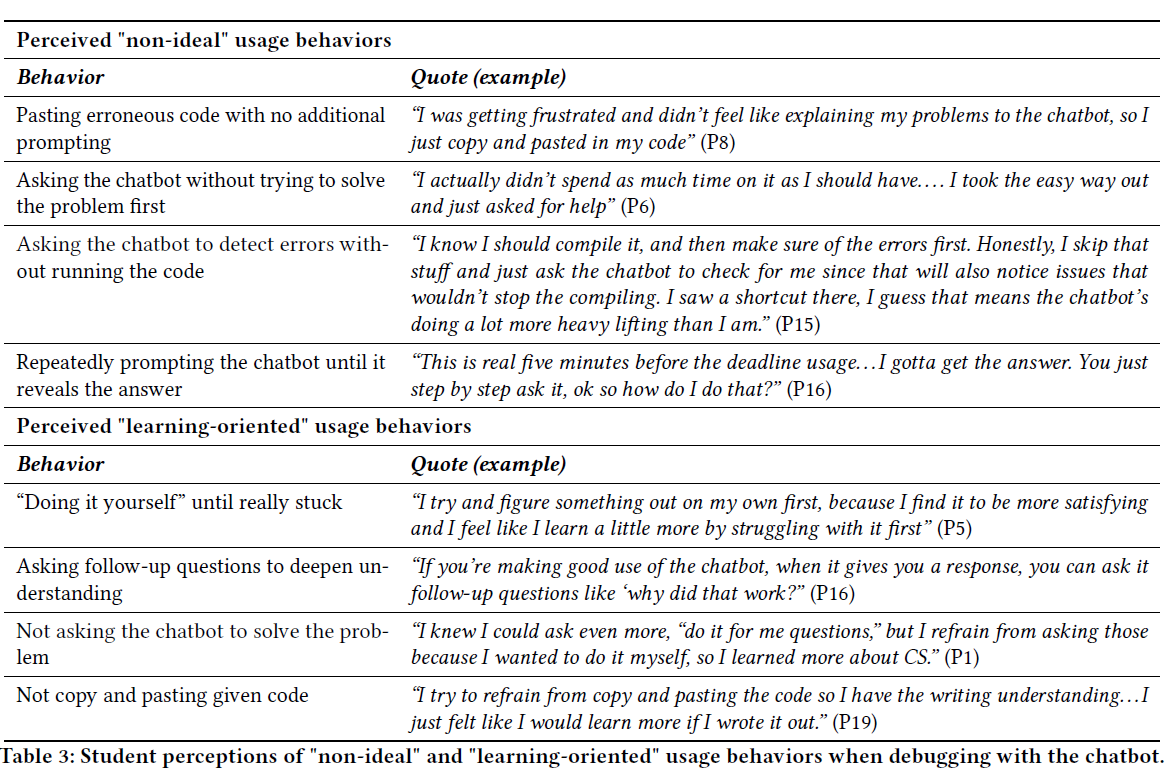 Perceived "non-ideal" usage behaviors
Behavior Quote (example)
Pasting erroneous code with no additional
prompting
“I was getting frustrated and didn’t feel like explaining my problems to the chatbot, so I
just copy and pasted in my code” (P8)
Asking the chatbot without trying to solve
the problem first
“I actually didn’t spend as much time on it as I should have.... I took the easy way out
and just asked for help” (P6)
Asking the chatbot to detect errors with-
out running the code
“I know I should compile it, and then make sure of the errors first. Honestly, I skip that
stuff and just ask the chatbot to check for me since that will also notice issues that
wouldn’t stop the compiling. I saw a shortcut there, I guess that means the chatbot’s
doing a lot more heavy lifting than I am.” (P15)
Repeatedly prompting the chatbot until it
reveals the answer
“This is real five minutes before the deadline usage...I gotta get the answer. You just
step by step ask it, ok so how do I do that?” (P16)
Perceived "learning-oriented" usage behaviors
Behavior Quote (example)
“Doing it yourself” until really stuck
“I try and figure something out on my own first, because I find it to be more satisfying
and I feel like I learn a little more by struggling with it first” (P5)
Asking follow-up questions to deepen un-
derstanding
“If you’re making good use of the chatbot, when it gives you a response, you can ask it
follow-up questions like ‘why did that work?” (P16)
Not asking the chatbot to solve the prob-
lem
“I knew I could ask even more, “do it for me questions,” but I refrain from asking those
because I wanted to do it myself, so I learned more about CS.” (P1)
Not copy and pasting given code
“I try to refrain from copy and pasting the code so I have the writing understanding...I
just felt like I would learn more if I wrote it out.” (P19)
Table 3: Student perceptions of "non-ideal" and "learning-oriented" usage behaviors when debugging with the chatbot.